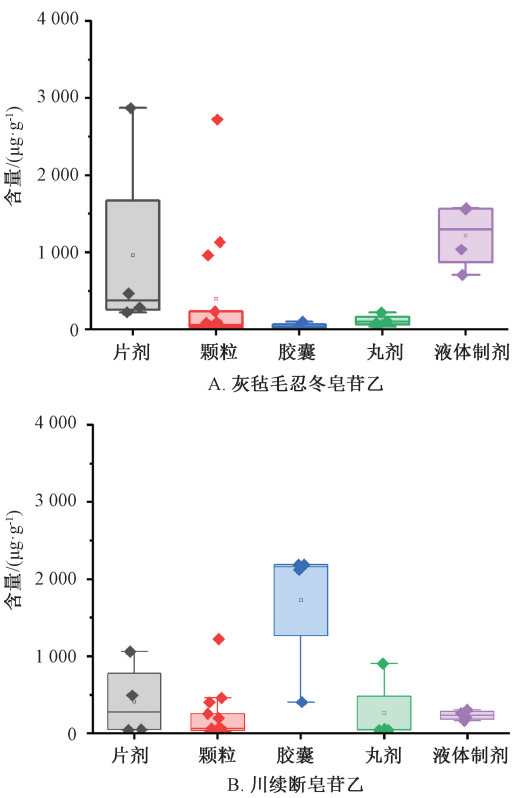 4 000
3 000
2 000
1 000
0
含量/(μg·g⁻¹)
片剂 颗粒 胶囊 丸剂 液体制剂
A. 灰毡毛忍冬皂苷乙
4 000
3 000
2 000
1 000
0
含量/(μg·g⁻¹)
片剂 颗粒 胶囊 丸剂 液体制剂
B. 川续断皂苷乙